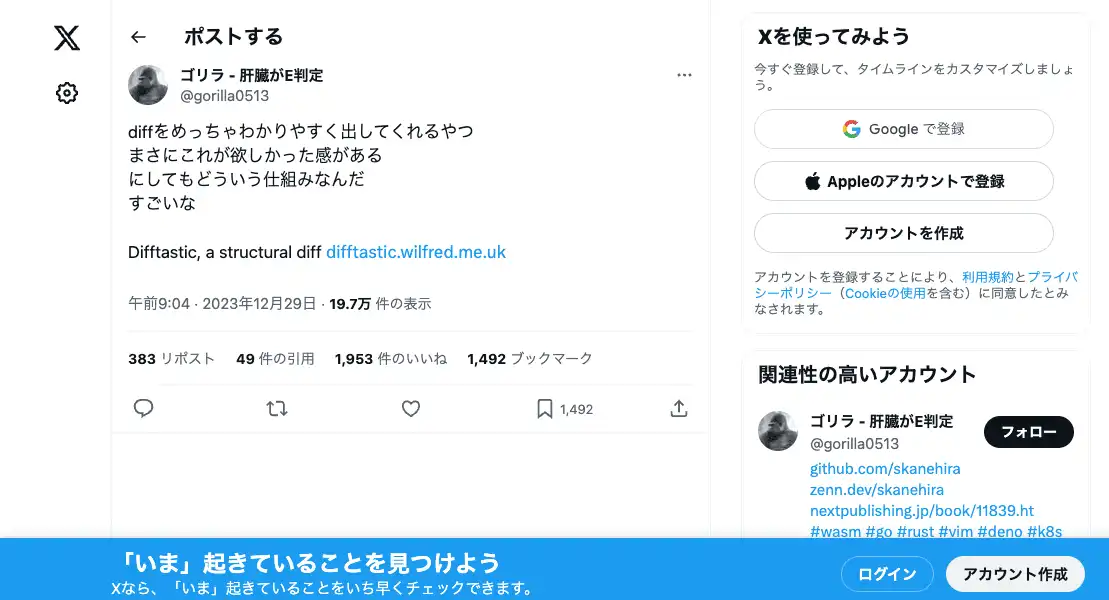 ポストする
ゴリラ - 肝臓がE判定
@gorilla0513
diffをめっちゃわかりやすく出してくれるやつ
まさにこれが欲しかった感がある
にしてもどういう仕組みなんだ
すごいな
Difftastic, a structural diff difftastic.wilfred.me.uk
午前9:04 · 2023年12月29日 · 19.7万 件の表示
383 リポスト 49 件の引用 1,953 件のいいね 1,492 ブックマーク
1,492
Xを使ってみよう
今すぐ登録して、タイムラインをカスタマイズしましょ
う。
Google で登録
Appleのアカウントで登録
アカウントを作成
アカウントを登録することにより、利用規約とプライバ
シーポリシー（Cookieの使用を含む）に同意したとみ
なされます。
関連性の高いアカウント
ゴリラ - 肝臓がE判定
@gorilla0513
フォロー
github.com/skanehira
zenn.dev/skanehira
nextpublishing.jp/book/11839.ht
#wasm #go #rust #vim #deno #k8s
「いま」起きていることを見つけよう
Xなら、「いま」起きていることをいち早くチェックできます。
ログイン
アカウント作成